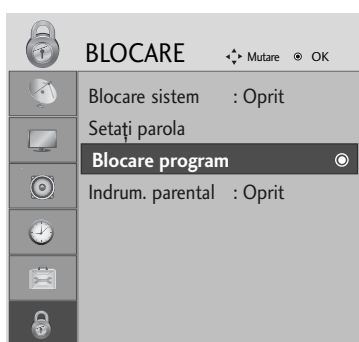 BLOCARE Mutare OK
Blocare sistem : Oprit
Setați parola
Blocare program
Indrum. parental : Oprit